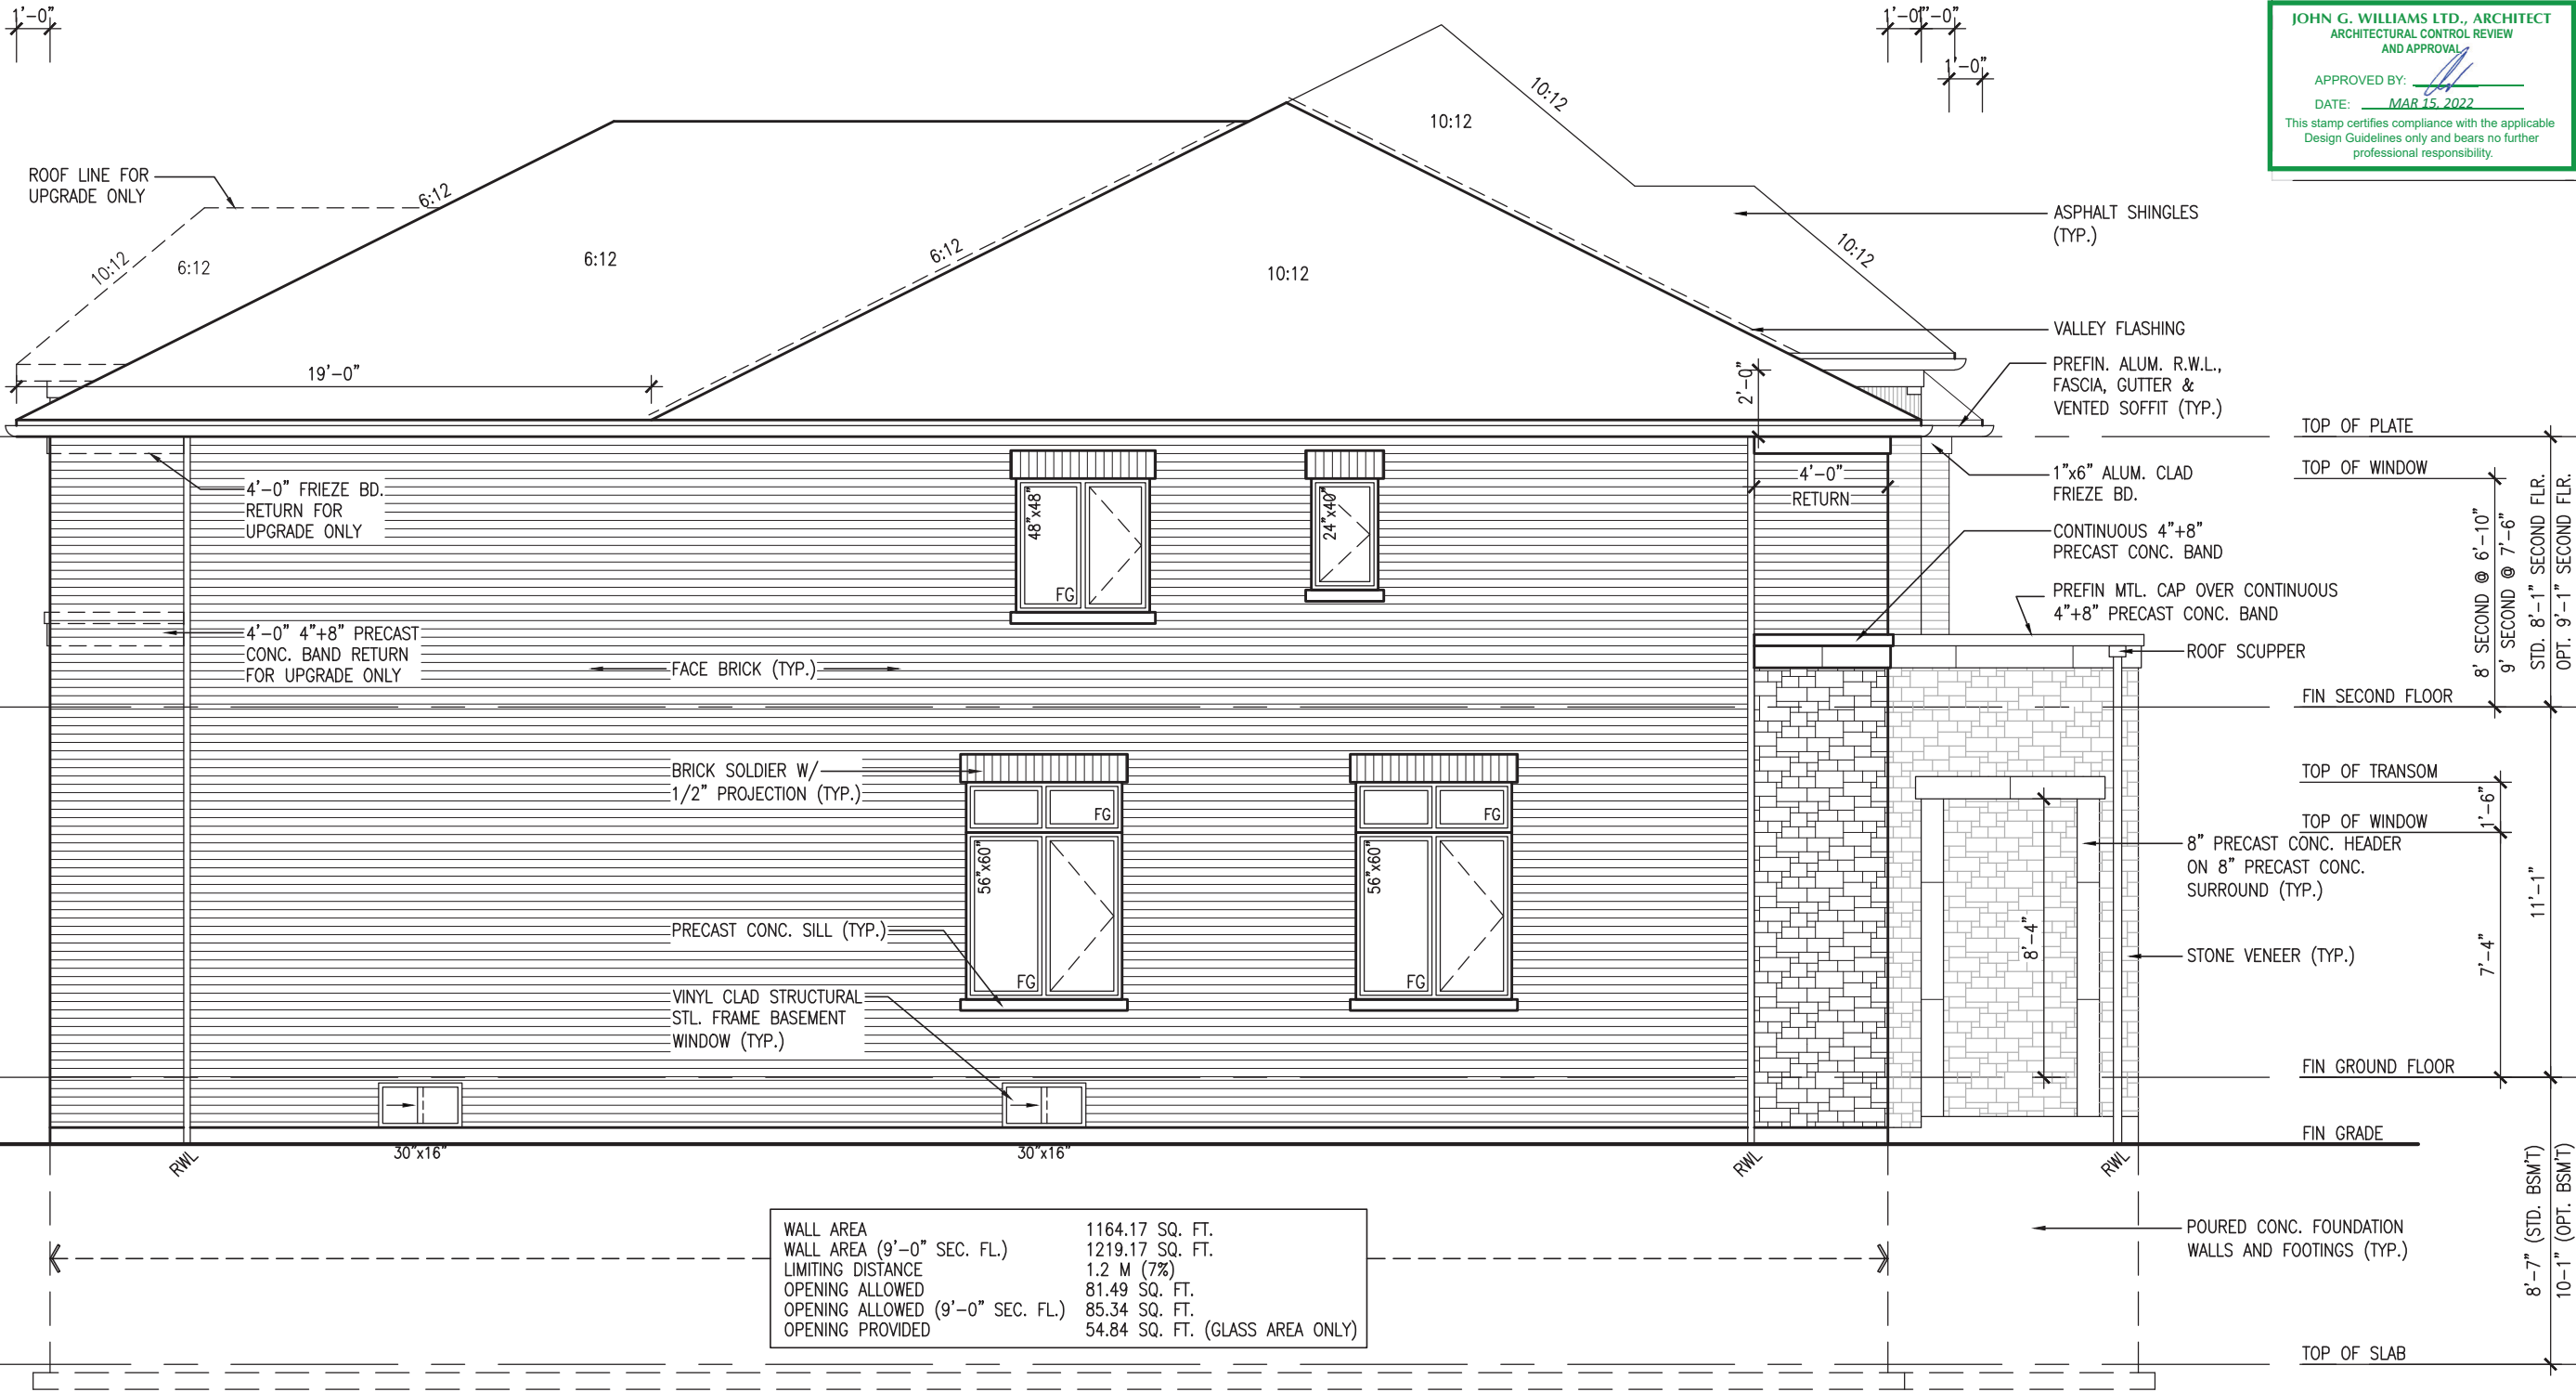 1'-0"
1'-0"
1'-0"
1'-0"
JOHN G. WILLIAMS LTD., ARCHITECT
ARCHITECTURAL CONTROL REVIEW
AND APPROVAL
APPROVED BY:
DATE: MAR 15, 2022
This stamp certifies compliance with the applicable
Design Guidelines only and bears no further
professional responsibility.
ROOF LINE FOR
UPGRADE ONLY
10:12
6:12
6:12
6:12
6:12
10:12
10:12
10:12
10:12
19'-0"
2'-0"
ASPHALT SHINGLES
(TYP.)
VALLEY FLASHING
PREFIN. ALUM. R.W.L.,
FASCIA, GUTTER &
VENTED SOFFIT (TYP.)
1"x6" ALUM. CLAD
FRIEZE BD.
CONTINUOUS 4"+8"
PRECAST CONC. BAND
PREFIN MTL. CAP OVER CONTINUOUS
4"+8" PRECAST CONC. BAND
ROOF SCUPPER
4'-0" FRIEZE BD.
RETURN FOR
UPGRADE ONLY
4'-0" 4"+8" PRECAST
CONC. BAND RETURN
FOR UPGRADE ONLY
FACE BRICK (TYP.)
48"x48"
FG
24"x40"
4'-0"
RETURN
BRICK SOLDIER W/
1/2" PROJECTION (TYP.)
PRECAST CONC. SILL (TYP.)
VINYL CLAD STRUCTURAL
STL. FRAME BASEMENT
WINDOW (TYP.)
FG
56"x60"
FG
FG
56"x60"
FG
8'-4"
8" PRECAST CONC. HEADER
ON 8" PRECAST CONC.
SURROUND (TYP.)
STONE VENEER (TYP.)
TOP OF PLATE
TOP OF WINDOW
FIN SECOND FLOOR
TOP OF TRANSOM
TOP OF WINDOW
FIN GROUND FLOOR
FIN GRADE
TOP OF SLAB
8' SECOND @ 6'-10"
9' SECOND @ 7'-6"
STD. 8'-1" SECOND FLR.
OPT. 9'-1" SECOND FLR.
1'-6"
7'-4"
11'-1"
8'-7" (STD. BSM'T)
10-1" (OPT. BSM'T)
RWL
30"x16"
30"x16"
RWL
RWL
POURED CONC. FOUNDATION
WALLS AND FOOTINGS (TYP.)
WALL AREA 1164.17 SQ. FT.
WALL AREA (9'-0" SEC. FL.) 1219.17 SQ. FT.
LIMITING DISTANCE 1.2 M (7%)
OPENING ALLOWED 81.49 SQ. FT.
OPENING ALLOWED (9'-0" SEC. FL.) 85.34 SQ. FT.
OPENING PROVIDED 54.84 SQ. FT. (GLASS AREA ONLY)